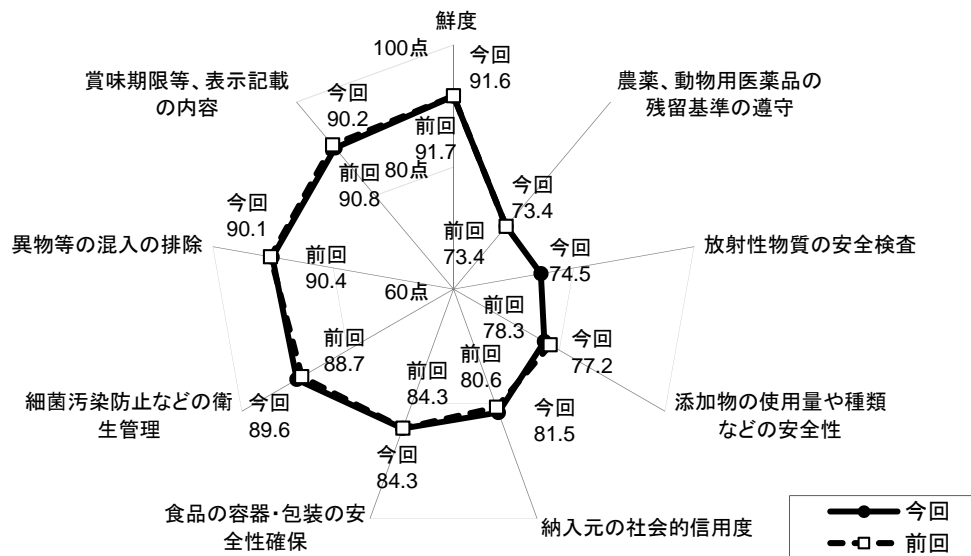 鮮度
100点
今回
91.6
前回
91.7
80点
60点
農薬、動物用医薬品の
残留基準の遵守
今回
73.4
前回
73.4
放射性物質の安全検査
今回
74.5
添加物の使用量や種類
などの安全性
前回
78.3
今回
77.2
納入元の社会的信用度
前回
80.6
今回
81.5
食品の容器・包装の安
全性確保
前回
84.3
今回
84.3
細菌汚染防止などの衛
生管理
前回
88.7
今回
89.6
異物等の混入の排除
今回
90.1
前回
90.4
賞味期限等、表示記載
の内容
今回
90.2
前回
90.8
今回
前回